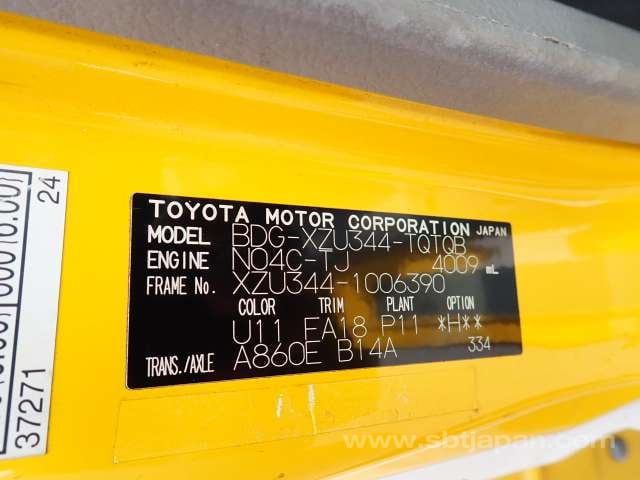 TOYOTA MOTOR CORPORATION JAPAN
MODEL BDG-XZU344-TQTQB
ENGINE N04C-TJ 4009 mL
FRAME No. XZU344-1006390
COLOR TRIM PLANT OPTION
U11 FA18 P11 *H**
TRANS./AXLE A860E B14A 334
37271
24
www.sbtjapan.com